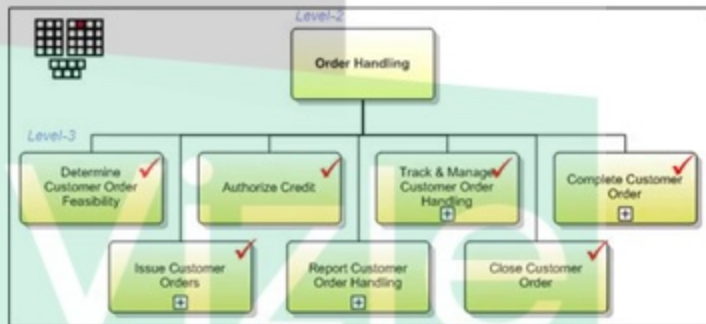 Level-2
Order Handling
Level-3
Determine
Customer Order
Feasibility
Authorize Credit
Track & Manage
Customer Order
Handling
Complete Customer
Order
Issue Customer
Orders
Report Customer
Order Handling
Close Customer
Order